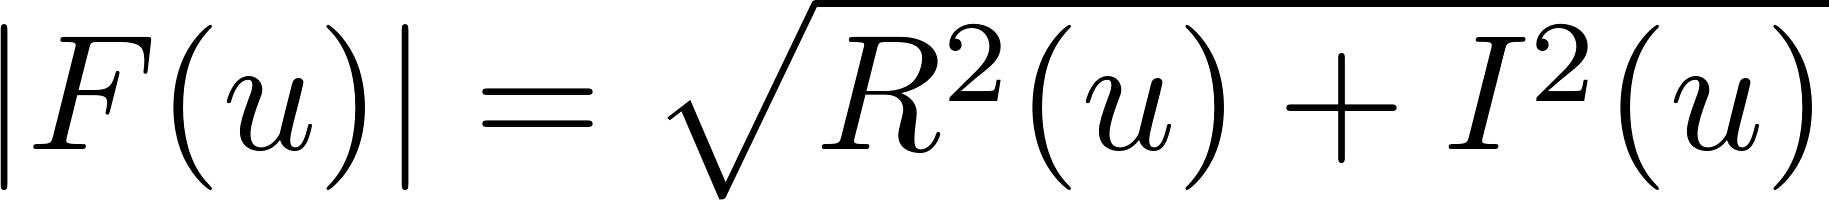 |F(u)| = √(R²(u) + I²(u))